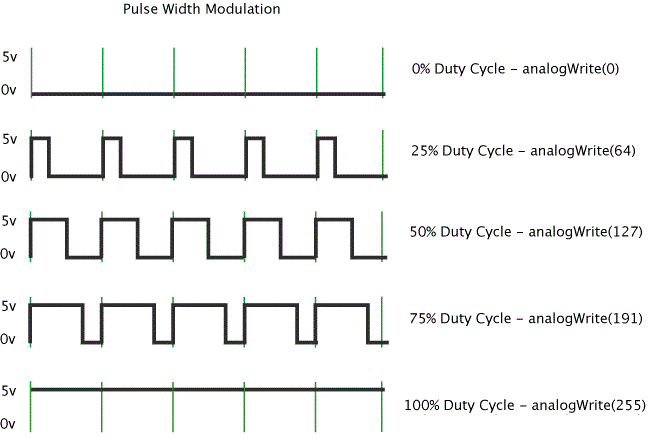 Pulse Width Modulation
5v
0v
0% Duty Cycle - analogWrite(0)
5v
0v
25% Duty Cycle - analogWrite(64)
5v
0v
50% Duty Cycle - analogWrite(127)
5v
0v
75% Duty Cycle - analogWrite(191)
5v
0v
100% Duty Cycle - analogWrite(255)